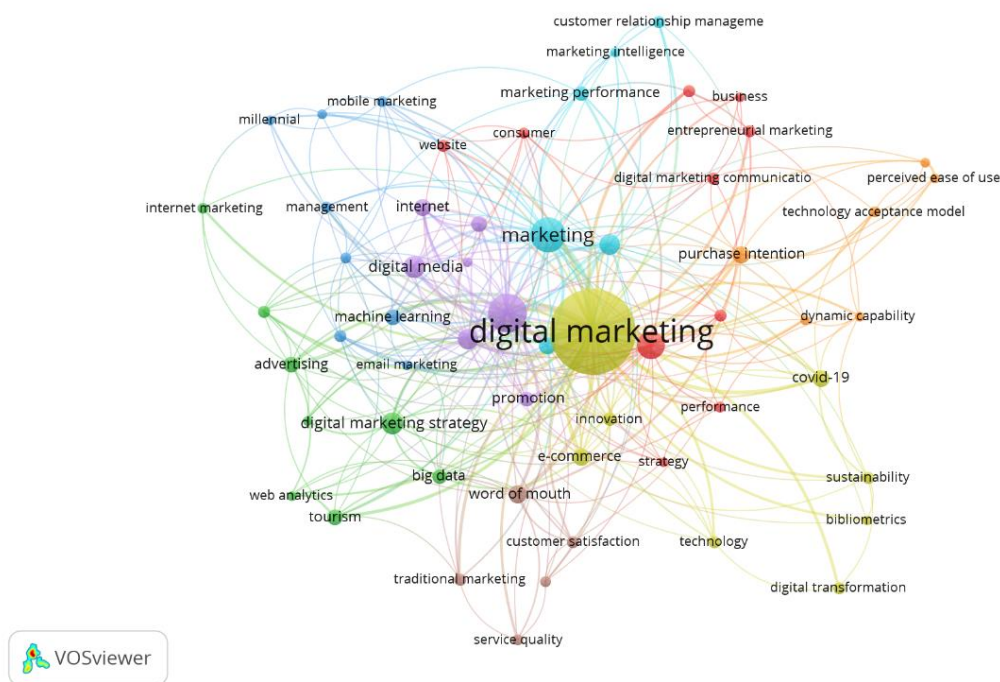 customer relationship manageme
marketing intelligence
marketing performance
business
mobile marketing
millennial
consumer
entrepreneurial marketing
website
digital marketing communicatio
perceived ease of use
internet marketing
management
internet
technology acceptance model
marketing
purchase intention
digital media
machine learning
digital marketing
dynamic capability
advertising
email marketing
covid-19
promotion
performance
digital marketing strategy
innovation
e-commerce
strategy
big data
sustainability
web analytics
word of mouth
tourism
bibliometrics
customer satisfaction
technology
traditional marketing
digital transformation
service quality
VOSviewer